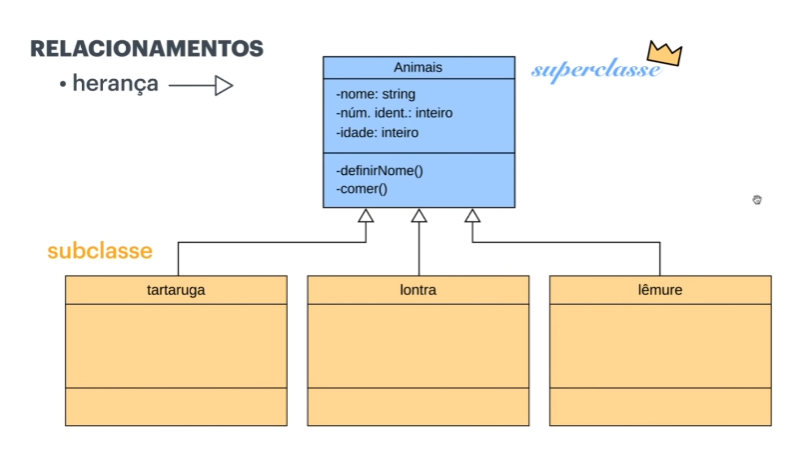 RELACIONAMENTOS
• herança
superclasse
Animais
-nome: string
-núm. ident.: inteiro
-idade: inteiro
-definirNome()
-comer()
subclasse
tartaruga
lontra
lêmure